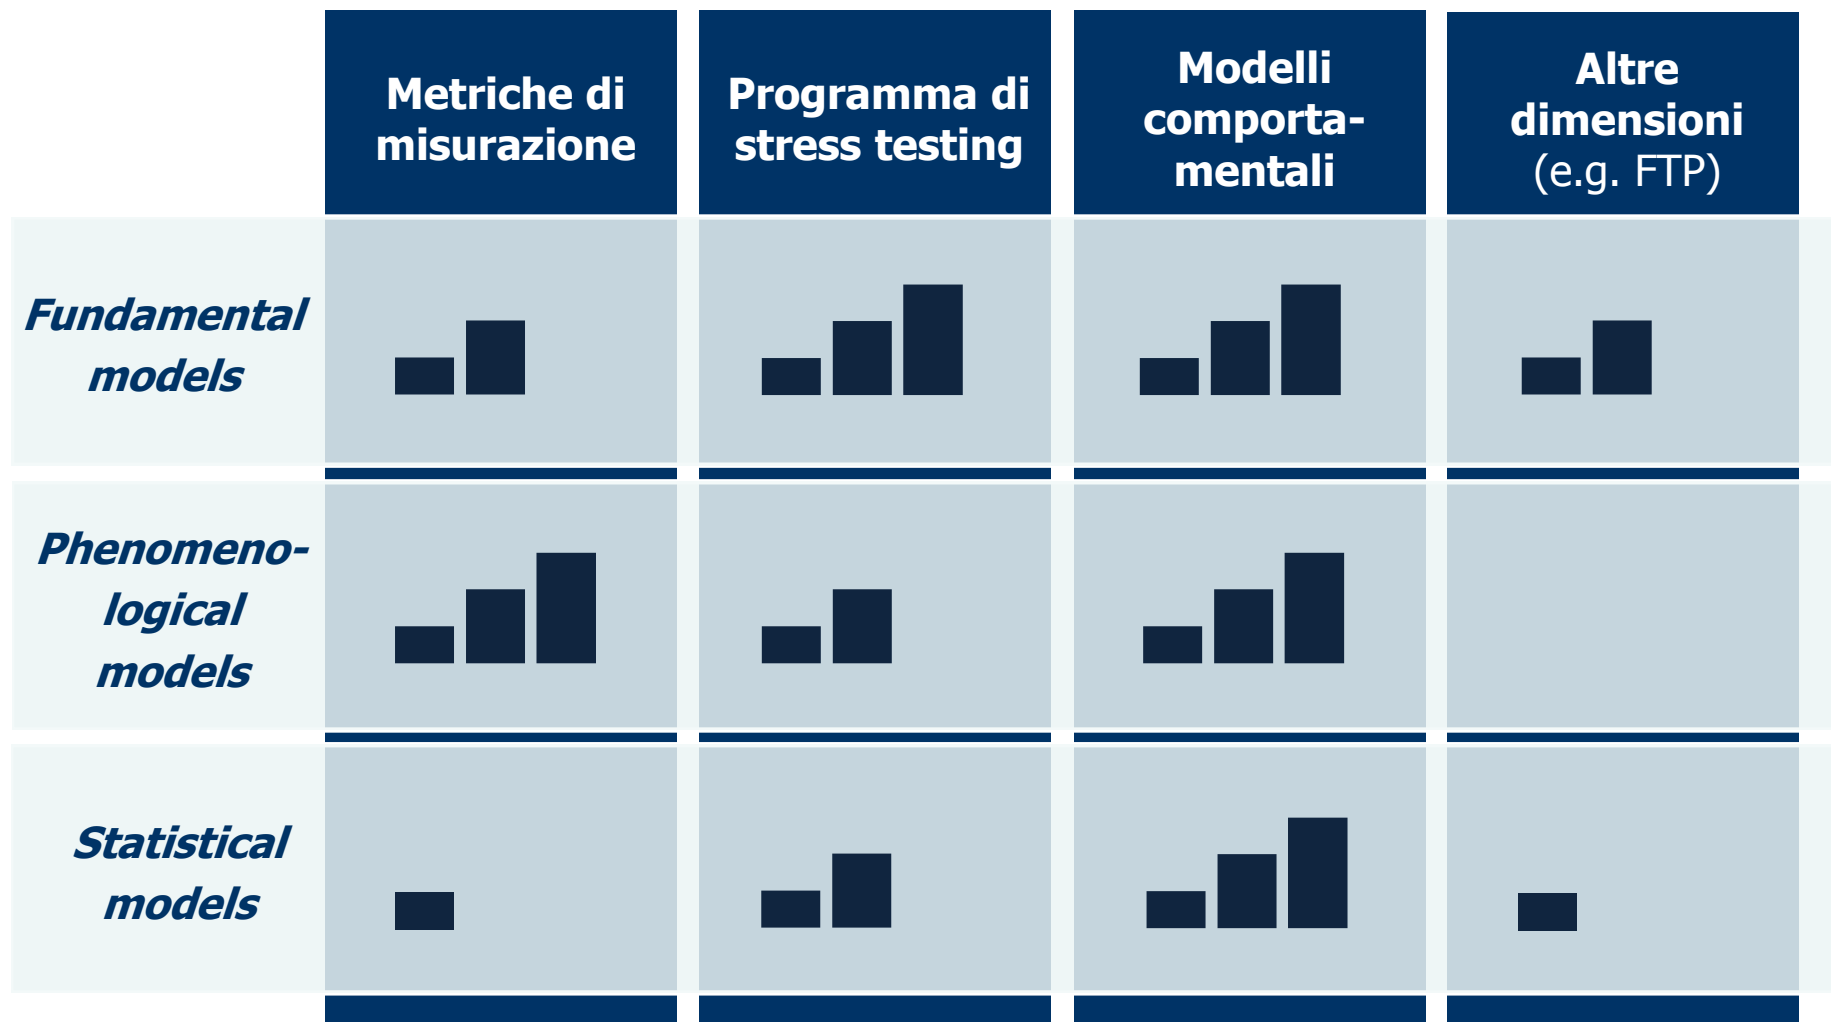 Metriche di
misurazione
Programma di
stress testing
Modelli
comporta-
mentali
Altre
dimensioni
(e.g. FTP)
Fundamental
models
Phenomeno-
logical
models
Statistical
models